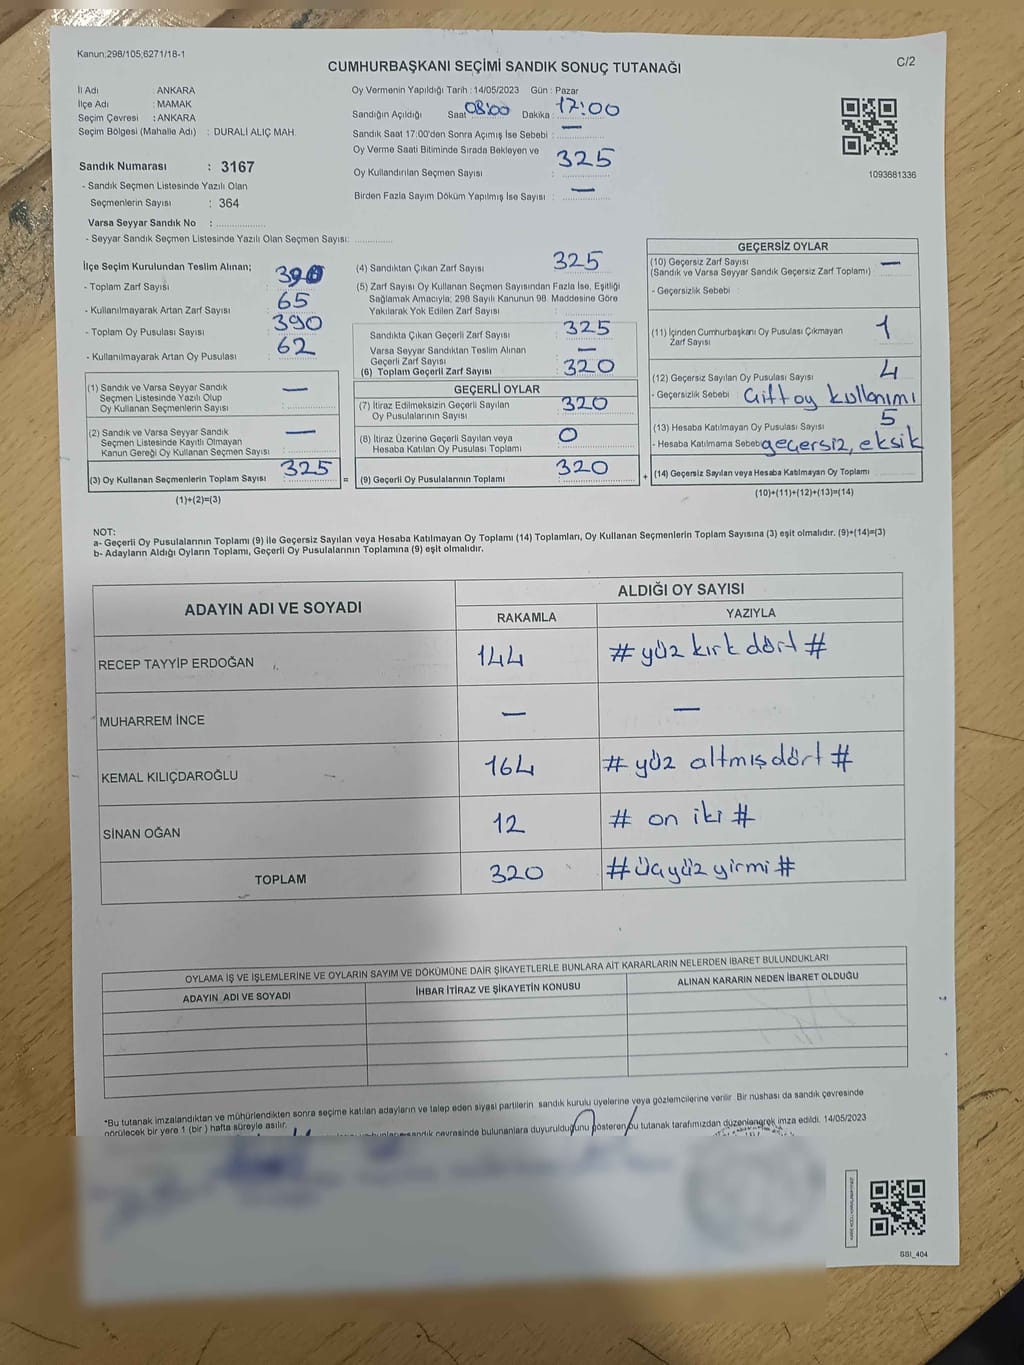 Kanun:298/105,6271/18-1
C/2
CUMHURBAŞKANI SEÇİMİ SANDIK SONUÇ TUTANAĞI
İl Adı : ANKARA
İlçe Adı : MAMAK
Seçim Çevresi : ANKARA
Seçim Bölgesi (Mahalle Adı) : DURALİ ALIÇ MAH.
Sandık Numarası : 3167
- Sandık Seçmen Listesinde Yazılı Olan
Seçmenlerin Sayısı : 364
Varsa Seyyar Sandık No :
- Seyyar Sandık Seçmen Listesinde Yazılı Olan Seçmen Sayısı:
Oy Vermenin Yapıldığı Tarih : 14/05/2023 Gün : Pazar
Sandığın Açıldığı Saat 08:00 Dakika : 17:00
Sandık Saat 17:00'den Sonra Açımış İse Sebebi : —
Oy Verme Saati Bitiminde Sırada Bekleyen ve
Oy Kullandırılan Seçmen Sayısı : 325
Birden Fazla Sayım Döküm Yapılmış İse Sayısı : —
1093681336
İlçe Seçim Kurulundan Teslim Alınan;
- Toplam Zarf Sayısı : 390
- Kullanılmayarak Artan Zarf Sayısı : 65
- Toplam Oy Pusulası Sayısı : 390
- Kullanılmayarak Artan Oy Pusulası : 62
(1) Sandık ve Varsa Seyyar Sandık
Seçmen Listesinde Yazılı Olup
Oy Kullanan Seçmenlerin Sayısı : —
(2) Sandık ve Varsa Seyyar Sandık
Seçmen Listesinde Kayıtlı Olmayan
Kanun Gereği Oy Kullanan Seçmen Sayısı : —
(3) Oy Kullanan Seçmenlerin Toplam Sayısı : 325
(1)+(2)=(3)
(4) Sandıktan Çıkan Zarf Sayısı : 325
(5) Zarf Sayısı Oy Kullanan Seçmen Sayısından Fazla İse, Eşitliği
Sağlamak Amacıyla; 298 Sayılı Kanunun 98. Maddesine Göre
Yakılarak Yok Edilen Zarf Sayısı :
Sandıkta Çıkan Geçerli Zarf Sayısı : 325
Varsa Seyyar Sandıktan Teslim Alınan
Geçerli Zarf Sayısı : —
(6) Toplam Geçerli Zarf Sayısı : 320
GEÇERLİ OYLAR
(7) İtiraz Edilmeksizin Geçerli Sayılan
Oy Pusulalarının Sayısı : 320
(8) İtiraz Üzerine Geçerli Sayılan veya
Hesaba Katılan Oy Pusulası Toplamı : 0
= (9) Geçerli Oy Pusulalarının Toplamı : 320
GEÇERSİZ OYLAR
(10) Geçersiz Zarf Sayısı : —
(Sandık ve Varsa Seyyar Sandık Geçersiz Zarf Toplamı)
- Geçersizlik Sebebi :
(11) İçinden Cumhurbaşkanı Oy Pusulası Çıkmayan
Zarf Sayısı : 1
(12) Geçersiz Sayılan Oy Pusulası Sayısı : 4
- Geçersizlik Sebebi : Çift oy kullanımı
(13) Hesaba Katılmayan Oy Pusulası Sayısı : 5
- Hesaba Katılmama Sebebi geçersiz, eksik
+ (14) Geçersiz Sayılan veya Hesaba Katılmayan Oy Toplamı :
(10)+(11)+(12)+(13)=(14)
NOT:
a- Geçerli Oy Pusulalarının Toplamı (9) ile Geçersiz Sayılan veya Hesaba Katılmayan Oy Toplamı (14) Toplamları, Oy Kullanan Seçmenlerin Toplam Sayısına (3) eşit olmalıdır. (9)+(14)=(3)
b- Adayların Aldığı Oyların Toplamı, Geçerli Oy Pusulalarının Toplamına (9) eşit olmalıdır.
ADAYIN ADI VE SOYADI
ALDIĞI OY SAYISI
RAKAMLA YAZIYLA
RECEP TAYYİP ERDOĞAN 144 # yüz kırk dört #
MUHARREM İNCE — —
KEMAL KILIÇDAROĞLU 164 # yüz altmış dört #
SİNAN OĞAN 12 # on iki #
TOPLAM 320 # üçyüz yirmi #
OYLAMA İŞ VE İŞLEMLERİNE VE OYLARIN SAYIM VE DÖKÜMÜNE DAİR ŞİKAYETLERLE BUNLARA AİT KARARLARIN NELERDEN İBARET BULUNDUKLARI
ADAYIN ADI VE SOYADI İHBAR İTİRAZ VE ŞİKAYETİN KONUSU ALINAN KARARIN NEDEN İBARET OLDUĞU
*Bu tutanak imzalandıktan ve mühürlendikten sonra seçime katılan adayların ve talep eden siyasi partilerin sandık kurulu üyelerine veya gözlemcilerine verilir. Bir nüshası da sandık çevresinde
görülecek bir yere 1 (bir) hafta süreyle asılır.
sandık çevresinde bulunanlara duyurulduğunu gösteren bu tutanak tarafımızdan düzenlenerek imza edildi. 14/05/2023
SSI_404